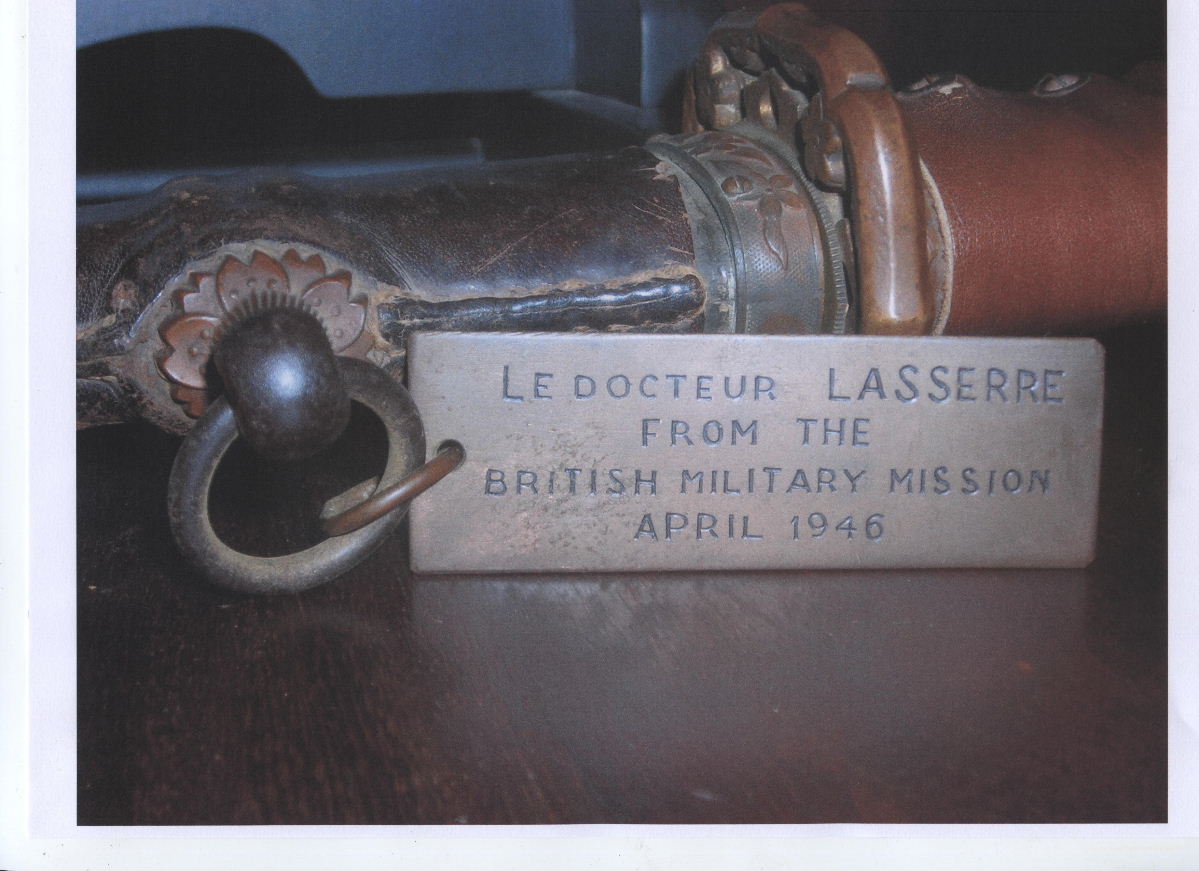 LE DOCTEUR LASSERRE
FROM THE
BRITISH MILITARY MISSION
APRIL 1946